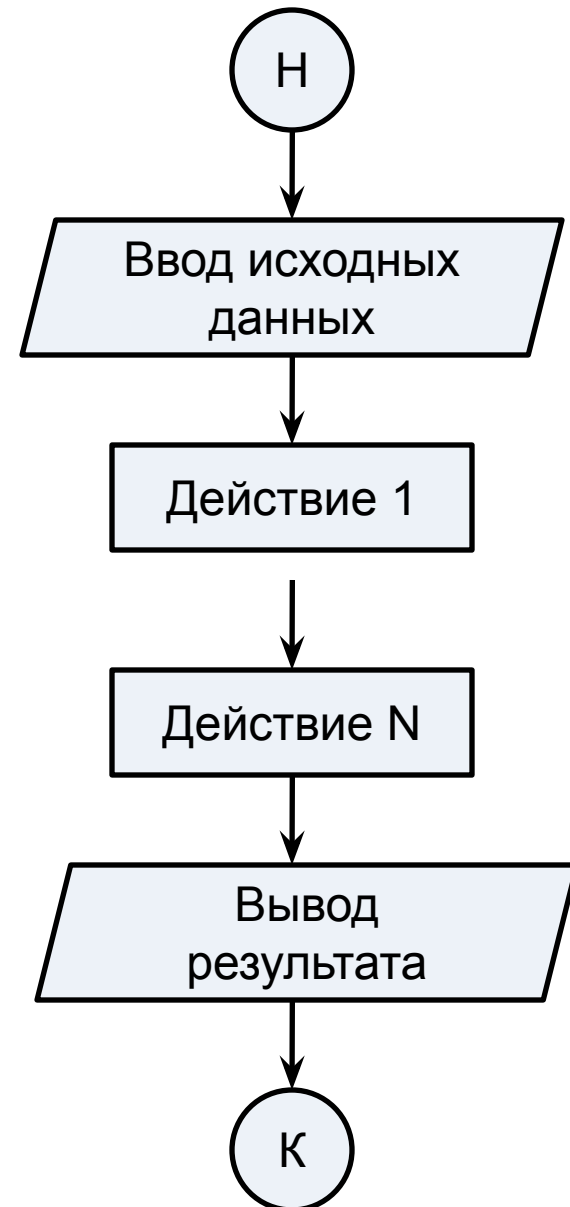 Н
Ввод исходных
данных
Действие 1
Действие N
Вывод
результата
К